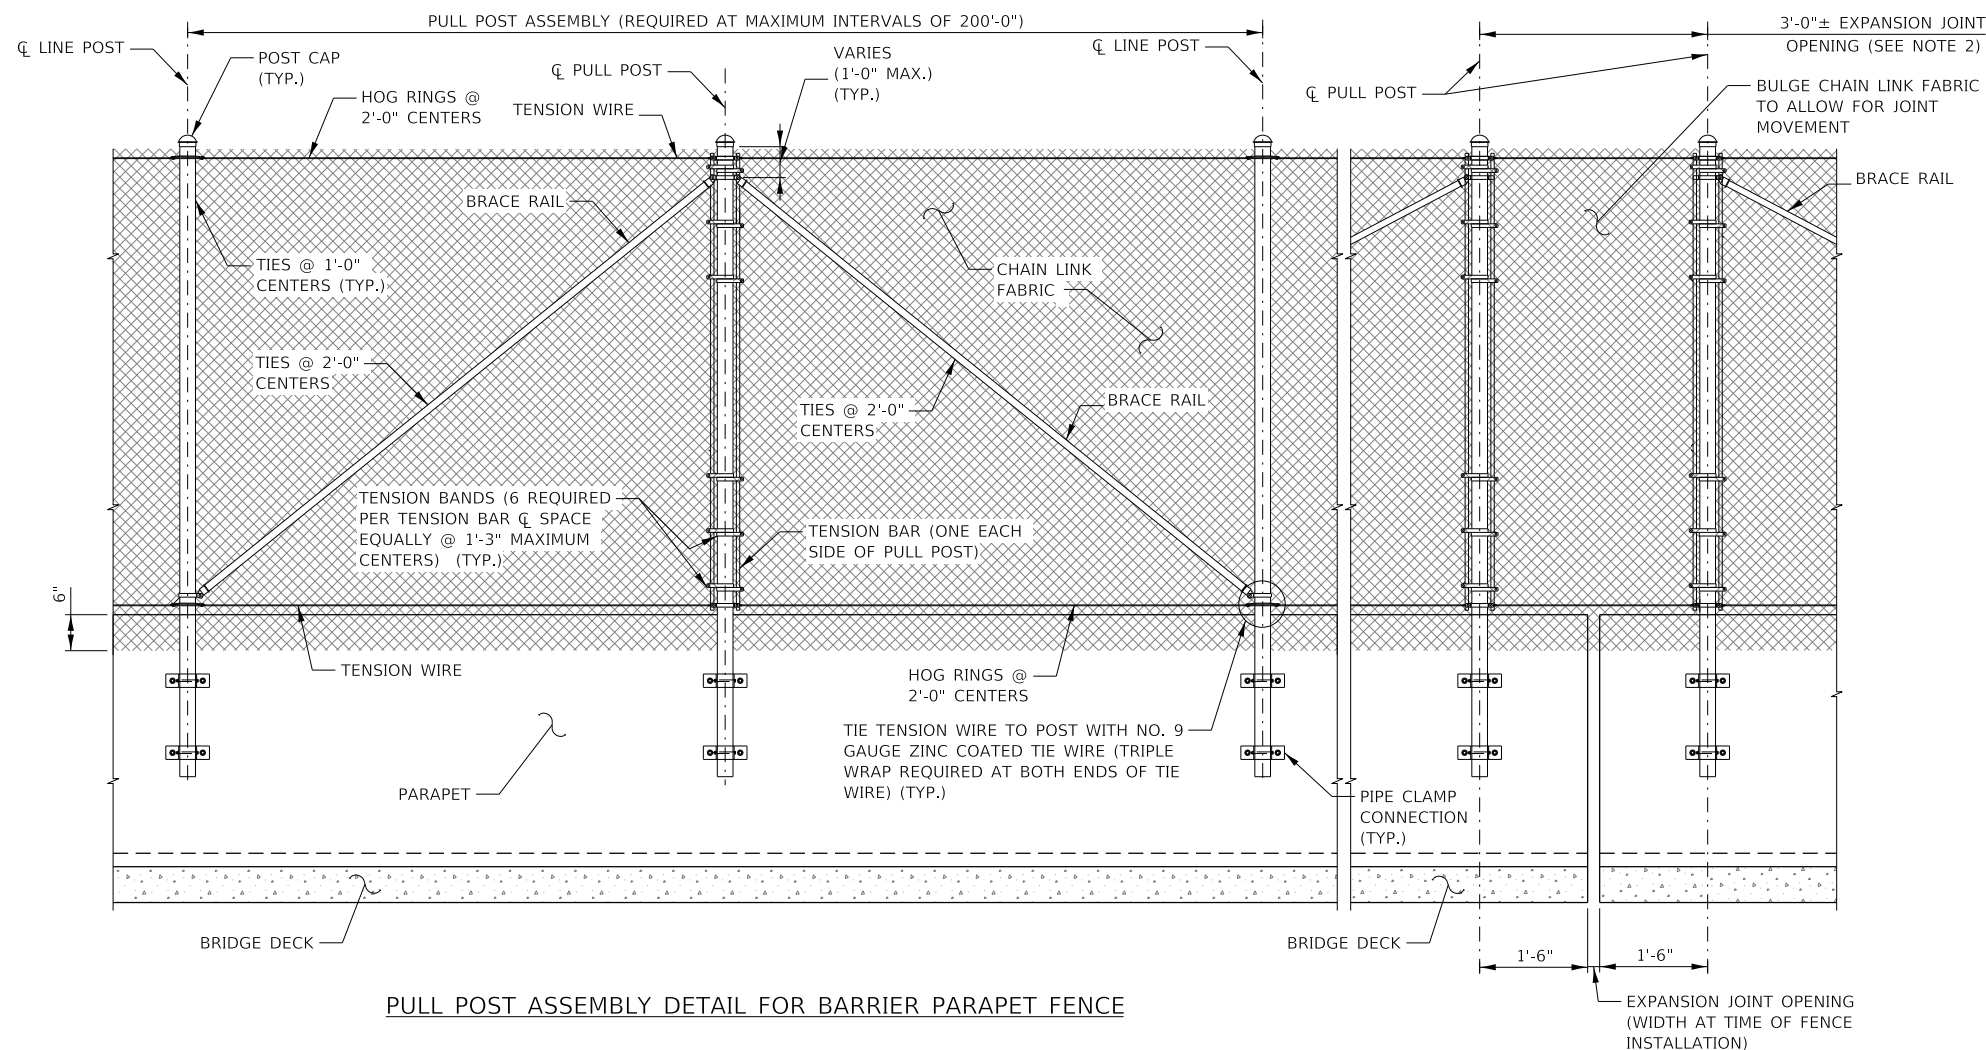 PULL POST ASSEMBLY (REQUIRED AT MAXIMUM INTERVALS OF 200'-0")
3'-0"± EXPANSION JOINT
OPENING (SEE NOTE 2)
℄ LINE POST
POST CAP
(TYP.)
℄ PULL POST
VARIES
(1'-0" MAX.)
(TYP.)
℄ LINE POST
℄ PULL POST
BULGE CHAIN LINK FABRIC
TO ALLOW FOR JOINT
MOVEMENT
HOG RINGS @
2'-0" CENTERS
TENSION WIRE
BRACE RAIL
BRACE RAIL
TIES @ 1'-0"
CENTERS (TYP.)
CHAIN LINK
FABRIC
TIES @ 2'-0"
CENTERS
TIES @ 2'-0"
CENTERS
BRACE RAIL
TENSION BANDS (6 REQUIRED
PER TENSION BAR ℄ SPACE
EQUALLY @ 1'-3" MAXIMUM
CENTERS) (TYP.)
TENSION BAR (ONE EACH
SIDE OF PULL POST)
6"
TENSION WIRE
HOG RINGS @
2'-0" CENTERS
TIE TENSION WIRE TO POST WITH NO. 9
GAUGE ZINC COATED TIE WIRE (TRIPLE
WRAP REQUIRED AT BOTH ENDS OF TIE
WIRE) (TYP.)
PARAPET
PIPE CLAMP
CONNECTION
(TYP.)
BRIDGE DECK
BRIDGE DECK
1'-6"
1'-6"
EXPANSION JOINT OPENING
(WIDTH AT TIME OF FENCE
INSTALLATION)
PULL POST ASSEMBLY DETAIL FOR BARRIER PARAPET FENCE